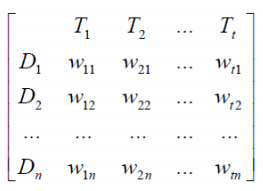 T₁ T₂ ... Tₜ
D₁ w₁₁ w₂₁ ... wₜ₁
D₂ w₁₂ w₂₂ ... wₜ₂
... ... ... ...
Dₙ w₁ₙ w₂ₙ ... wₜₙ